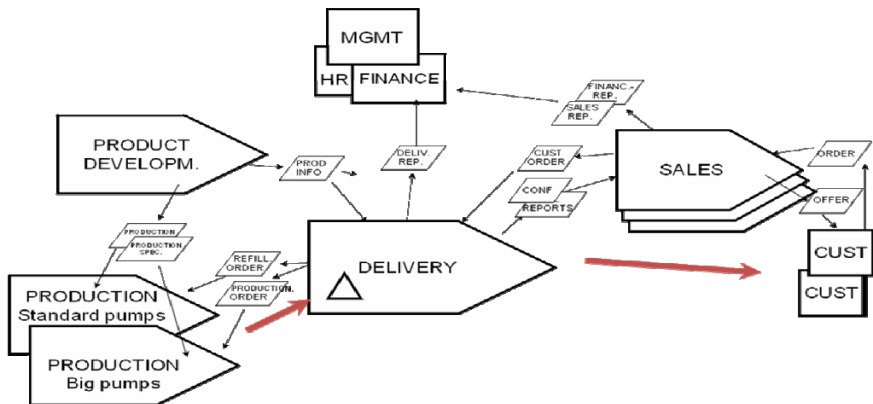 MGMT
HR
FINANCE
FINANC.-
REP.
SALES
REP.
PRODUCT
DEVELOPM.
PROD
INFO
DELIV.
REP.
CUST
ORDER
CONF
REPORTS
SALES
ORDER
OFFER
CUST
CUST
PRODUCTION
PRODUCTION
SPEC.
REFILL
ORDER
PRODUCTION.
ORDER
DELIVERY
PRODUCTION
Standard pumps
PRODUCTION
Big pumps